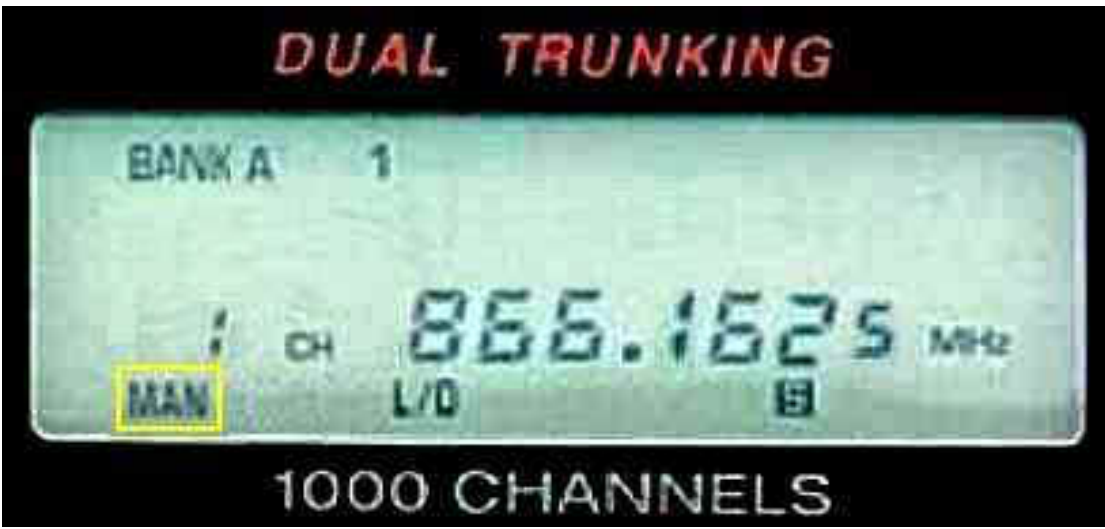 DUAL TRUNKING
BANK A 1
1 CH 866.1625 MHz
MAN L/O S
1000 CHANNELS